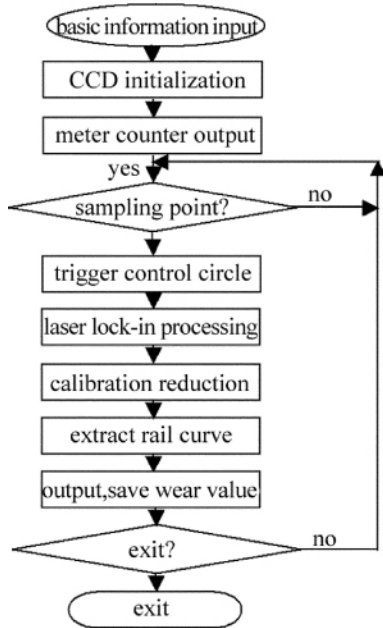 basic information input
CCD initialization
meter counter output
yes
sampling point?
no
trigger control circle
laser lock-in processing
calibration reduction
extract rail curve
output,save wear value
exit?
no
exit